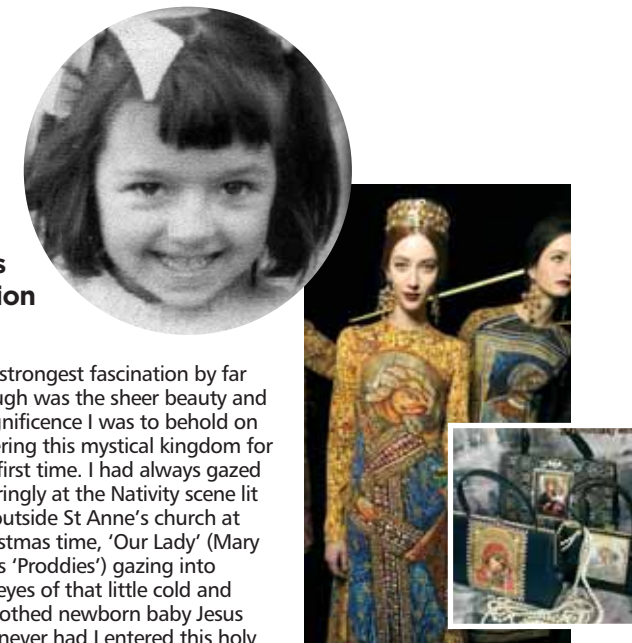 s
ion
strongest fascination by far
ugh was the sheer beauty and
nificence I was to behold on
ering this mystical kingdom for
first time. I had always gazed
ringly at the Nativity scene lit
outside St Anne’s church at
stmas time, ‘Our Lady’ (Mary
s ‘Proddies’) gazing into
eyes of that little cold and
othed newborn baby Jesus
never had I entered this holy